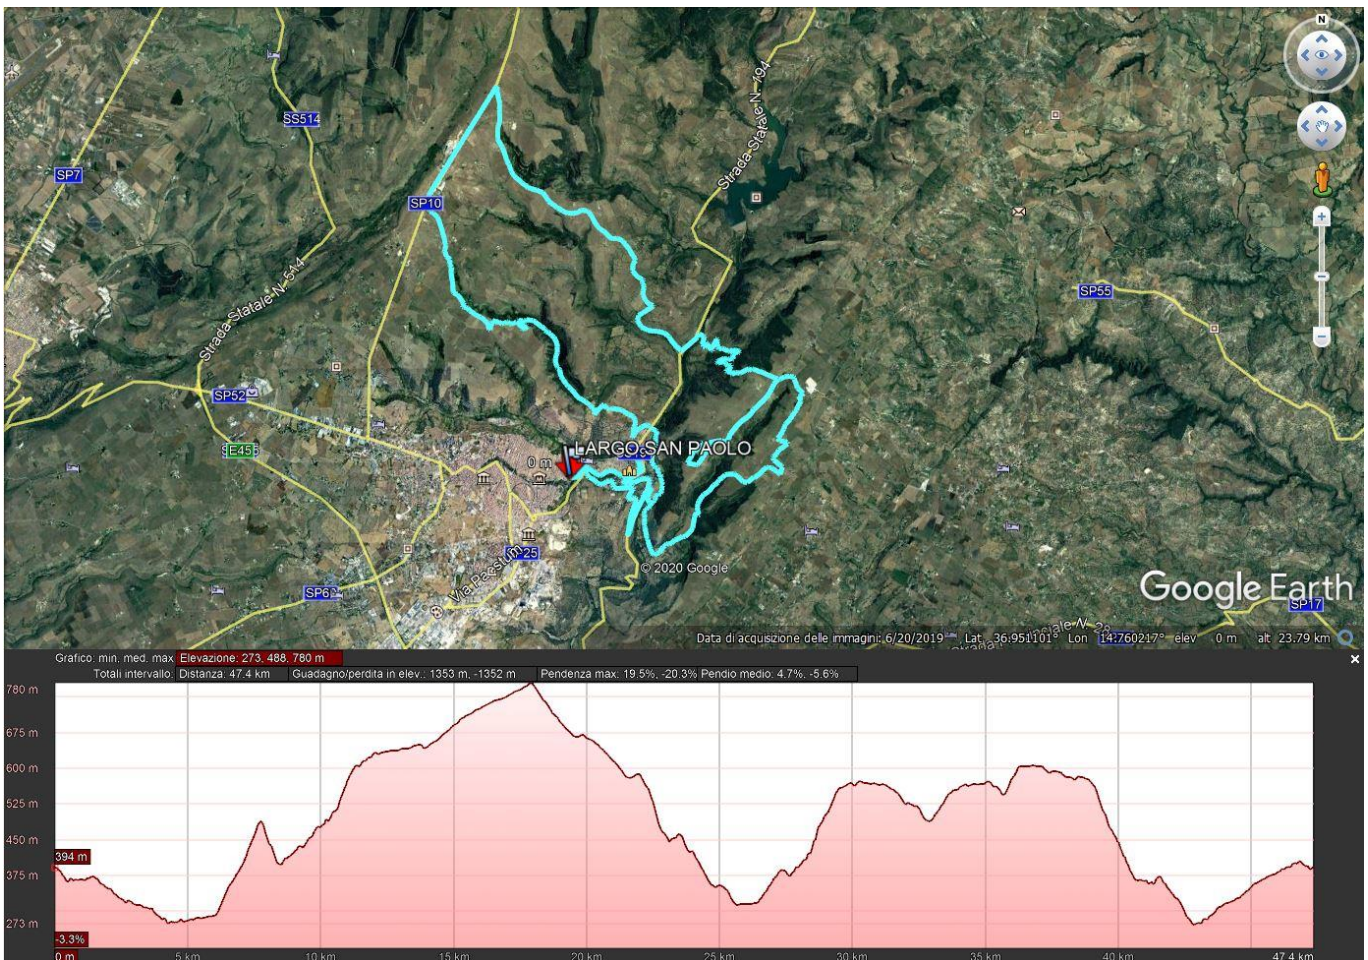 N
SS514
SP7
Strada Statale N. 494
SP10
SP55
Strada Statale N. 514
SP52
E45
LARGO SAN PAOLO
0 m
SP25
Via Paestum
SP6
© 2020 Google
Google Earth
SP17
Data di acquisizione delle immagini: 6/20/2019 Lat 36.951101° Lon 14.760217° elev 0 m alt 23.79 km
Grafico: min. med. max Elevazione: 273, 488, 780 m
Totali intervallo: Distanza: 47.4 km Guadagno/perdita in elev.: 1353 m, -1352 m Pendenza max: 19.5%, -20.3% Pendio medio: 4.7%, -5.6%
780 m
675 m
600 m
525 m
450 m
394 m
375 m
273 m
-3.3%
0 m 5 km 10 km 15 km 20 km 25 km 30 km 35 km 40 km 47.4 km